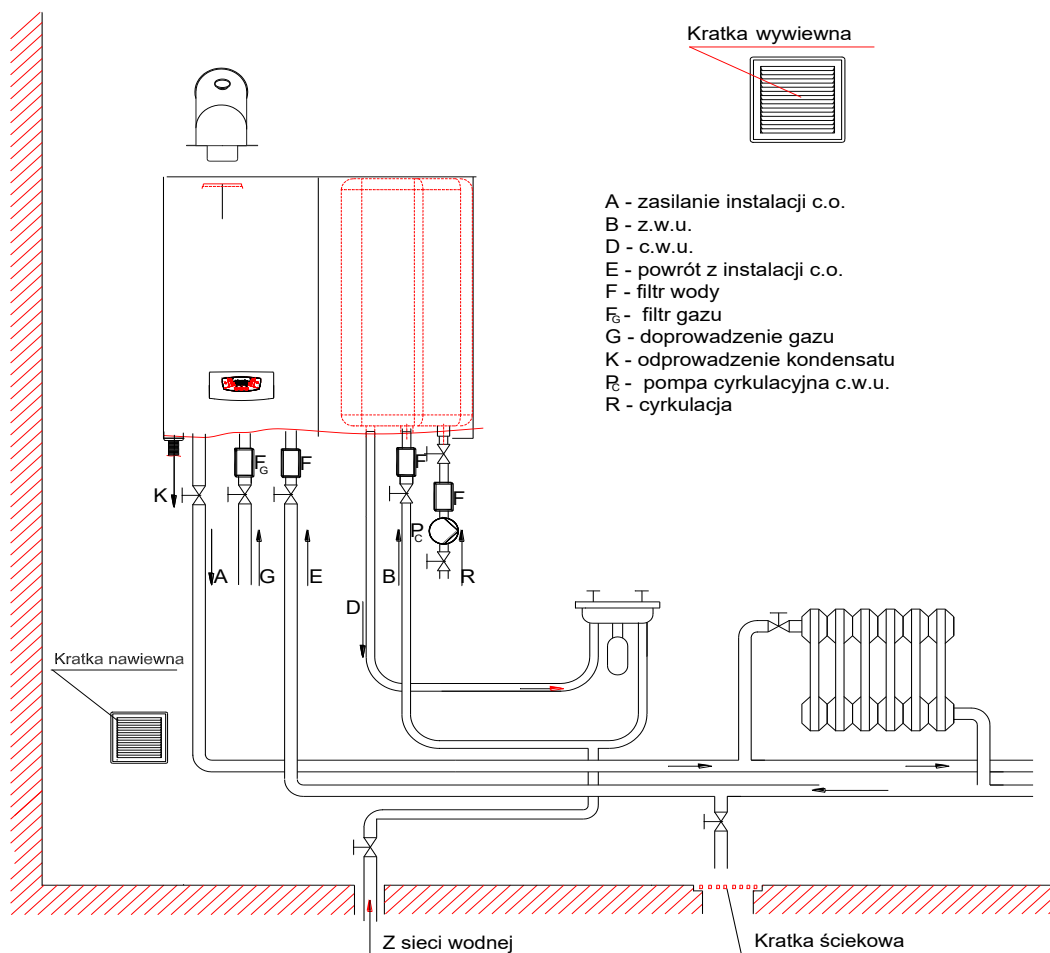 Kratka wywiewna
A - zasilanie instalacji c.o.
B - z.w.u.
D - c.w.u.
E - powrót z instalacji c.o.
F - filtr wody
FG - filtr gazu
G - doprowadzenie gazu
K - odprowadzenie kondensatu
PC - pompa cyrkulacyjna c.w.u.
R - cyrkulacja
FG
F
F
K
F
PC
A
G
E
B
R
D
Kratka nawiewna
Z sieci wodnej
Kratka ściekowa